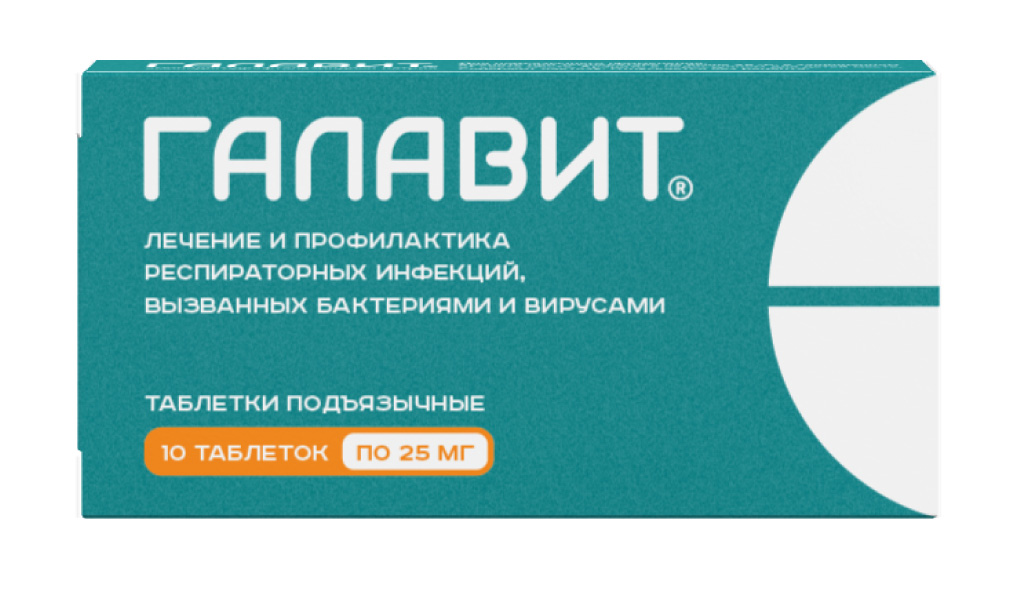 ГАЛАВИТ®
ЛЕЧЕНИЕ И ПРОФИЛАКТИКА
РЕСПИРАТОРНЫХ ИНФЕКЦИЙ,
ВЫЗВАННЫХ БАКТЕРИЯМИ И ВИРУСАМИ
ТАБЛЕТКИ ПОДЪЯЗЫЧНЫЕ
10 ТАБЛЕТОК ПО 25 МГ